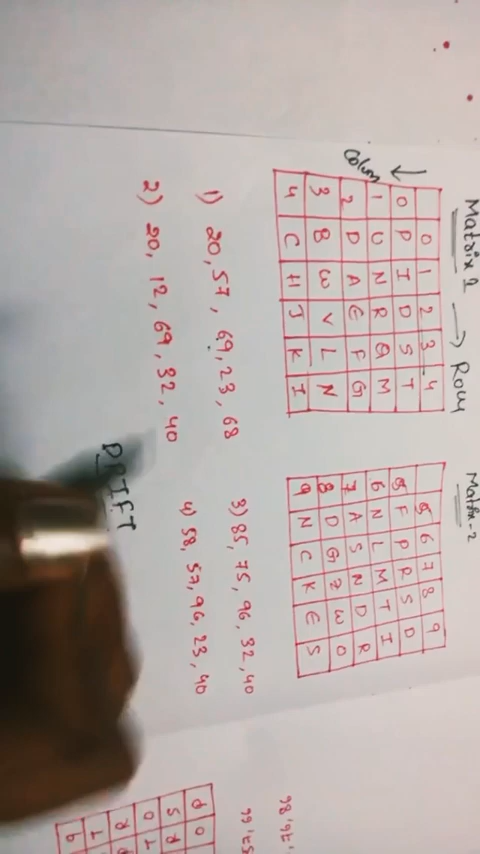 Matrix 1 → Row
Colum
0 1 2 3 4
0 P I D S T
1 U N R M
2 D A E F G
3 B W V L N
4 C H J K I
Matrix-2
5 6 7 8 9
5 F P R S D
6 N L M T I
7 A S N D R
8 D G Z W O
9 N C K E S
1) 20, 57, 69, 23, 68
2) 20, 12, 69, 32, 40
3) 85, 75, 96, 32, 40
4) 58, 57, 96, 23, 40
DRIFT